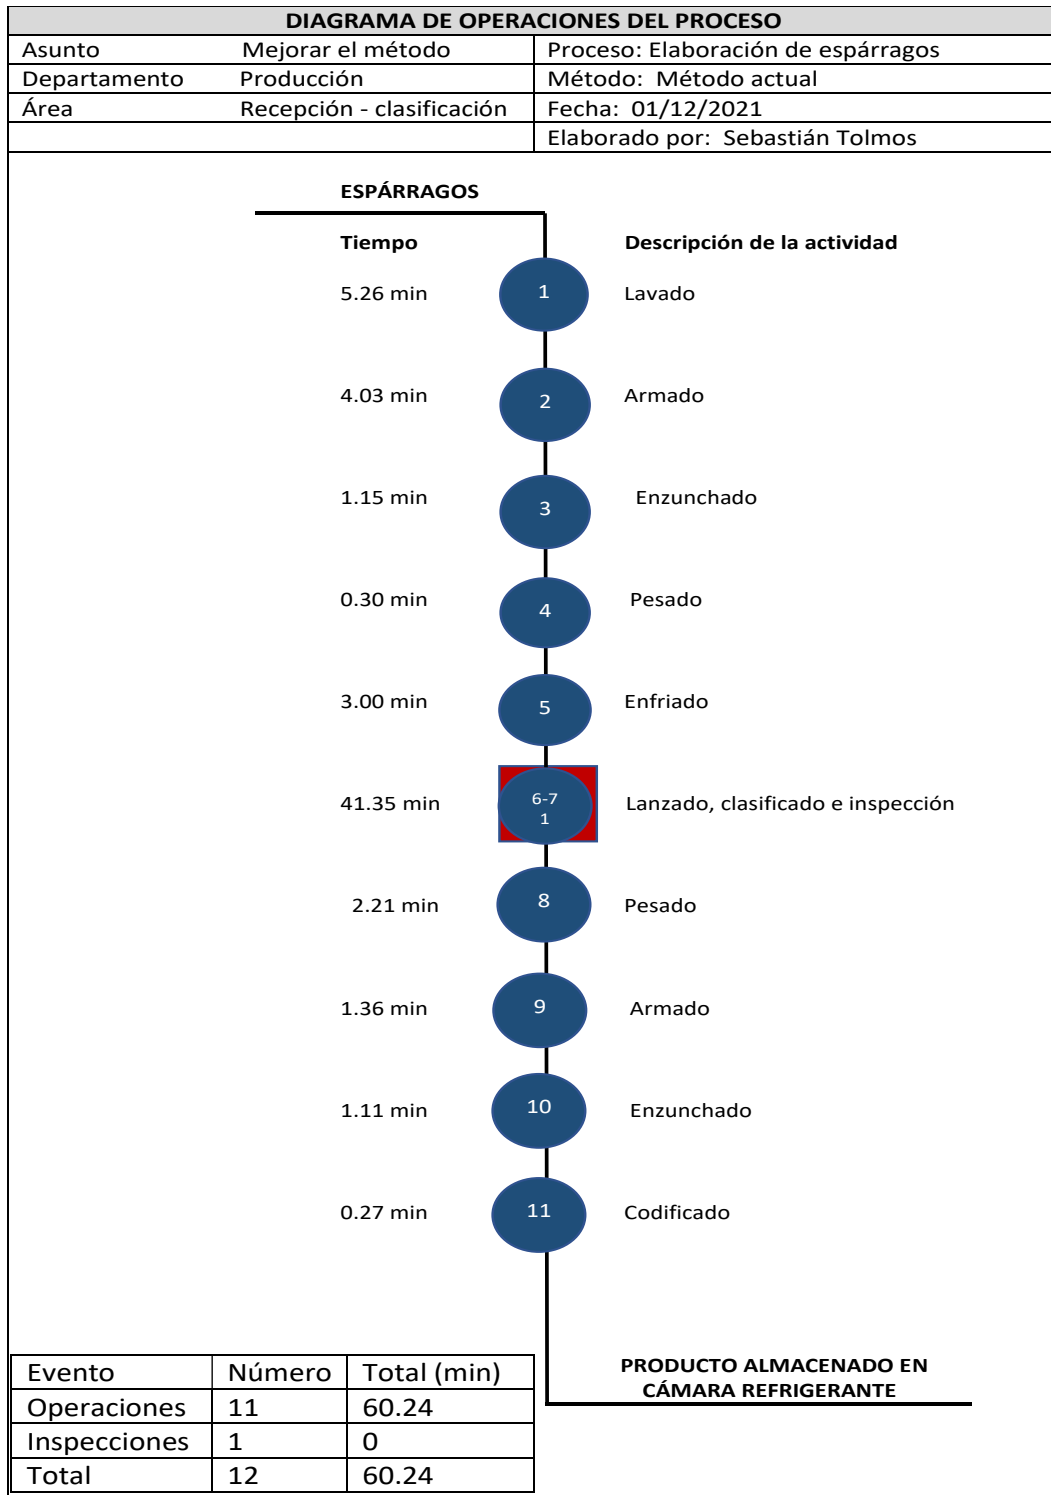 DIAGRAMA DE OPERACIONES DEL PROCESO
Asunto Mejorar el método Proceso: Elaboración de espárragos
Departamento Producción Método: Método actual
Área Recepción - clasificación Fecha: 01/12/2021
Elaborado por: Sebastián Tolmos
ESPÁRRAGOS
Tiempo Descripción de la actividad
5.26 min 1 Lavado
4.03 min 2 Armado
1.15 min 3 Enzunchado
0.30 min 4 Pesado
3.00 min 5 Enfriado
41.35 min 6-7 1 Lanzado, clasificado e inspección
2.21 min 8 Pesado
1.36 min 9 Armado
1.11 min 10 Enzunchado
0.27 min 11 Codificado
PRODUCTO ALMACENADO EN
CÁMARA REFRIGERANTE
Evento Número Total (min)
Operaciones 11 60.24
Inspecciones 1 0
Total 12 60.24